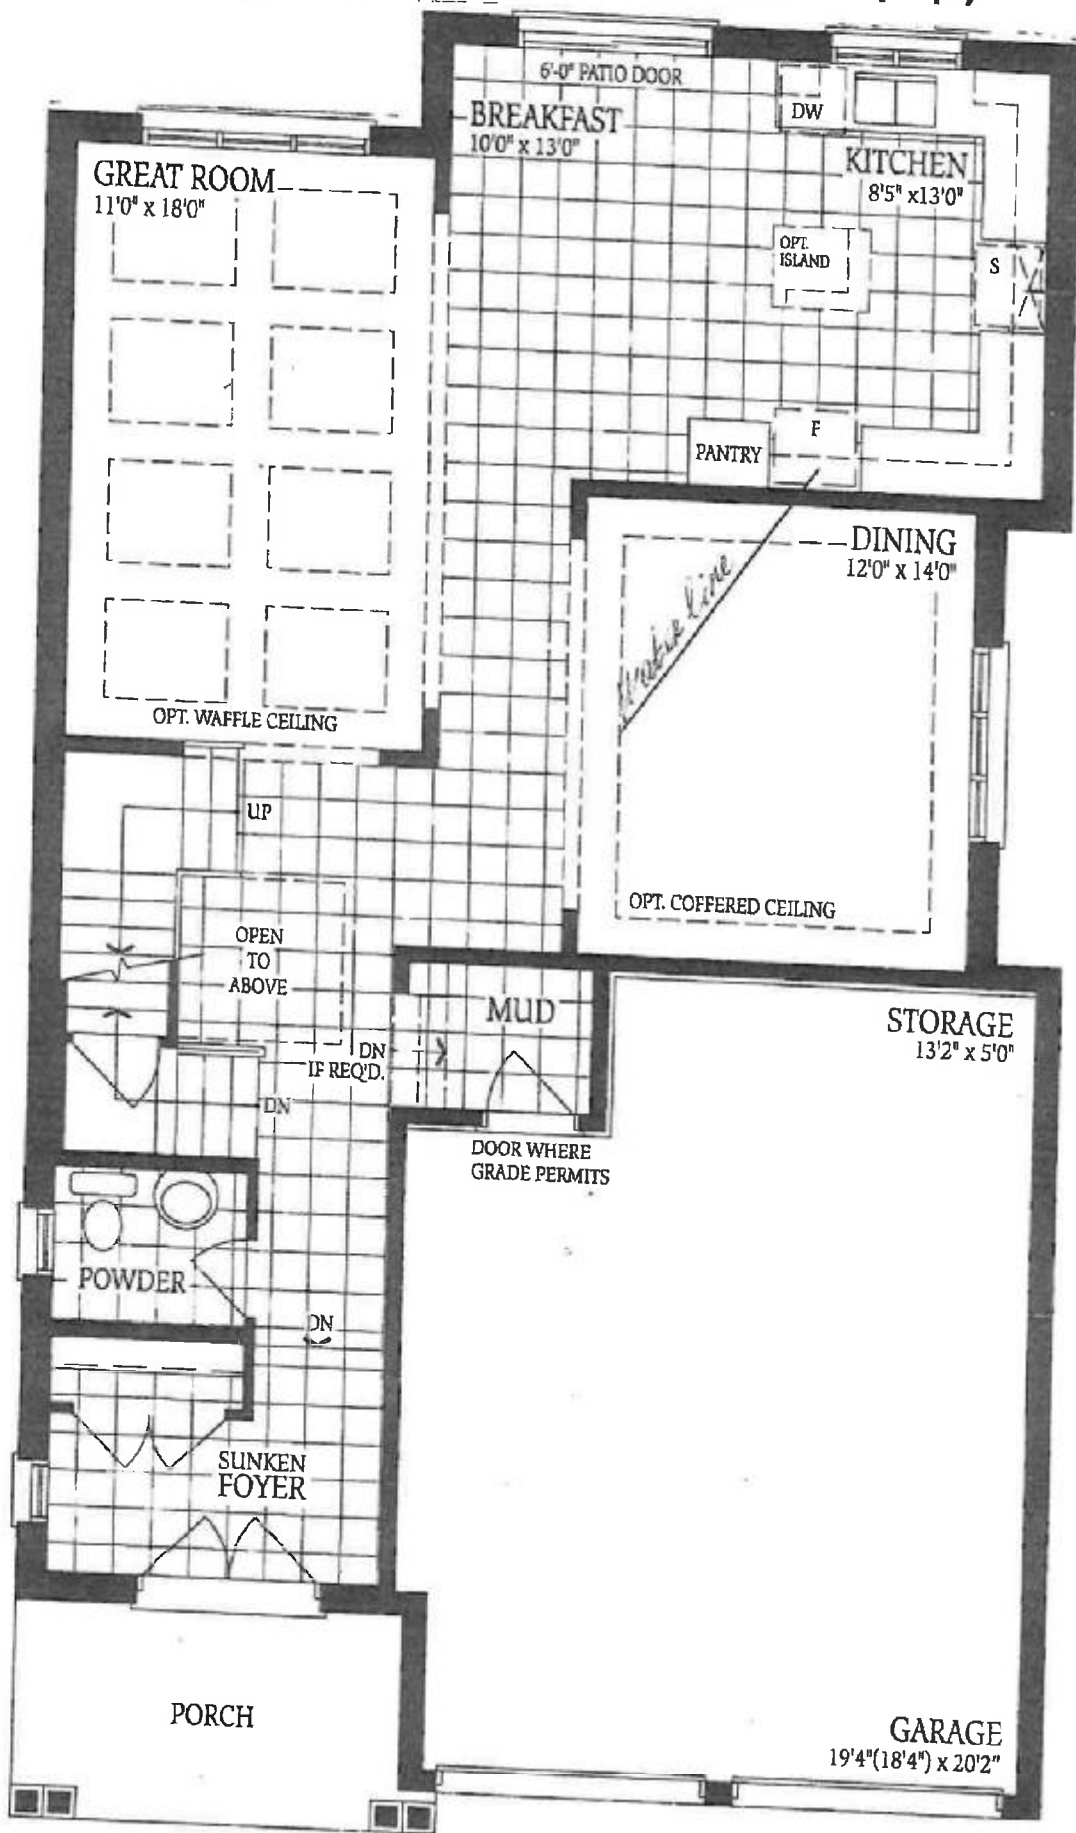 6'-0" PATIO DOOR
BREAKFAST
10'0" x 13'0"
DW
KITCHEN
8'5" x13'0"
GREAT ROOM
11'0" x 18'0"
OPT.
ISLAND
S
F
PANTRY
DINING
12'0" x 14'0"
line
OPT. WAFFLE CEILING
UP
OPT. COFFERED CEILING
OPEN
TO
ABOVE
MUD
STORAGE
13'2" x 5'0"
DN
IF REQ'D.
DN
DOOR WHERE
GRADE PERMITS
POWDER
DN
SUNKEN
FOYER
PORCH
GARAGE
19'4"(18'4") x 20'2"